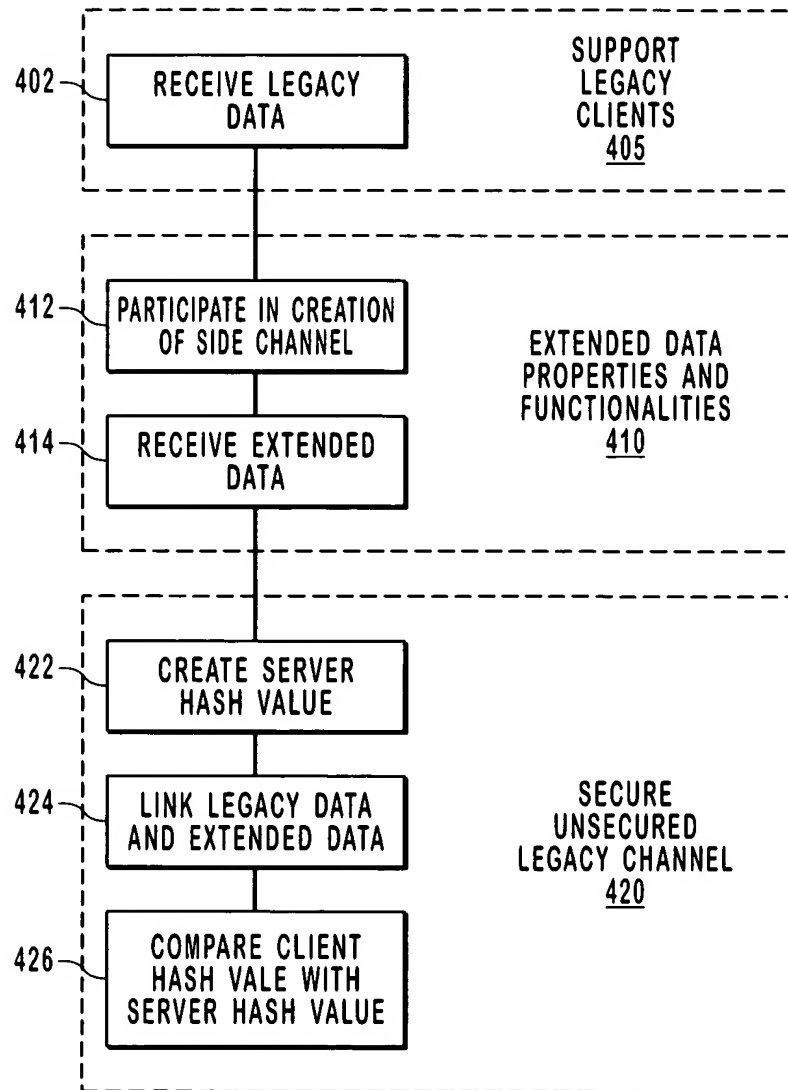 402
RECEIVE LEGACY
DATA
SUPPORT
LEGACY
CLIENTS
405
412
PARTICIPATE IN CREATION
OF SIDE CHANNEL
414
RECEIVE EXTENDED
DATA
EXTENDED DATA
PROPERTIES AND
FUNCTIONALITIES
410
422
CREATE SERVER
HASH VALUE
424
LINK LEGACY DATA
AND EXTENDED DATA
426
COMPARE CLIENT
HASH VALE WITH
SERVER HASH VALUE
SECURE
UNSECURED
LEGACY CHANNEL
420